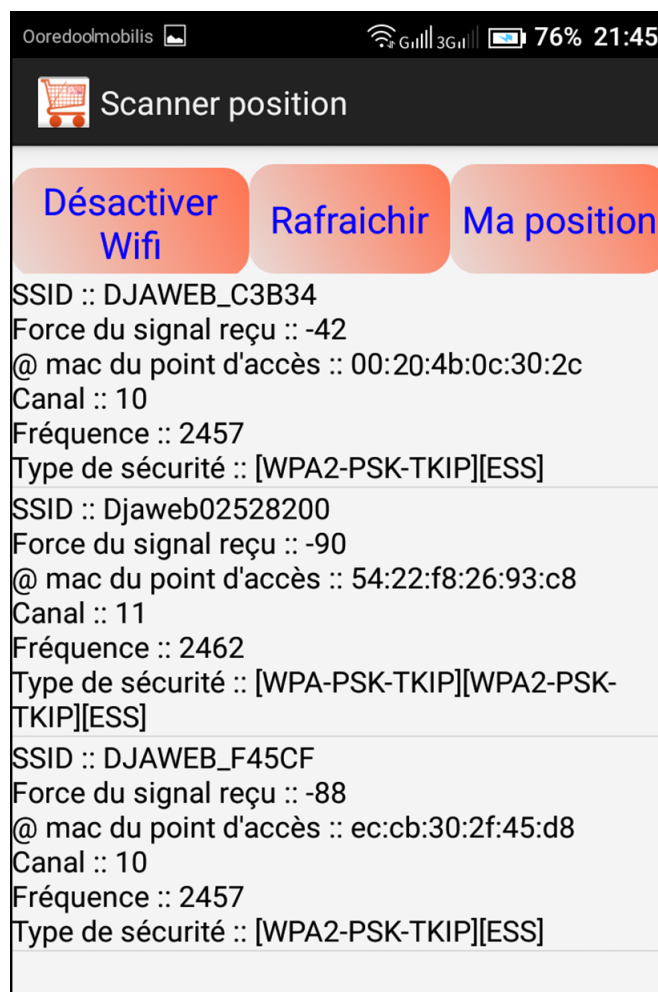 Ooredoo|mobilis G 3G 76% 21:45
Scanner position
Désactiver
Wifi
Rafraichir
Ma position
SSID :: DJAWEB_C3B34
Force du signal reçu :: -42
@ mac du point d'accès :: 00:20:4b:0c:30:2c
Canal :: 10
Fréquence :: 2457
Type de sécurité :: [WPA2-PSK-TKIP][ESS]
SSID :: Djaweb02528200
Force du signal reçu :: -90
@ mac du point d'accès :: 54:22:f8:26:93:c8
Canal :: 11
Fréquence :: 2462
Type de sécurité :: [WPA-PSK-TKIP][WPA2-PSK-
TKIP][ESS]
SSID :: DJAWEB_F45CF
Force du signal reçu :: -88
@ mac du point d'accès :: ec:cb:30:2f:45:d8
Canal :: 10
Fréquence :: 2457
Type de sécurité :: [WPA2-PSK-TKIP][ESS]